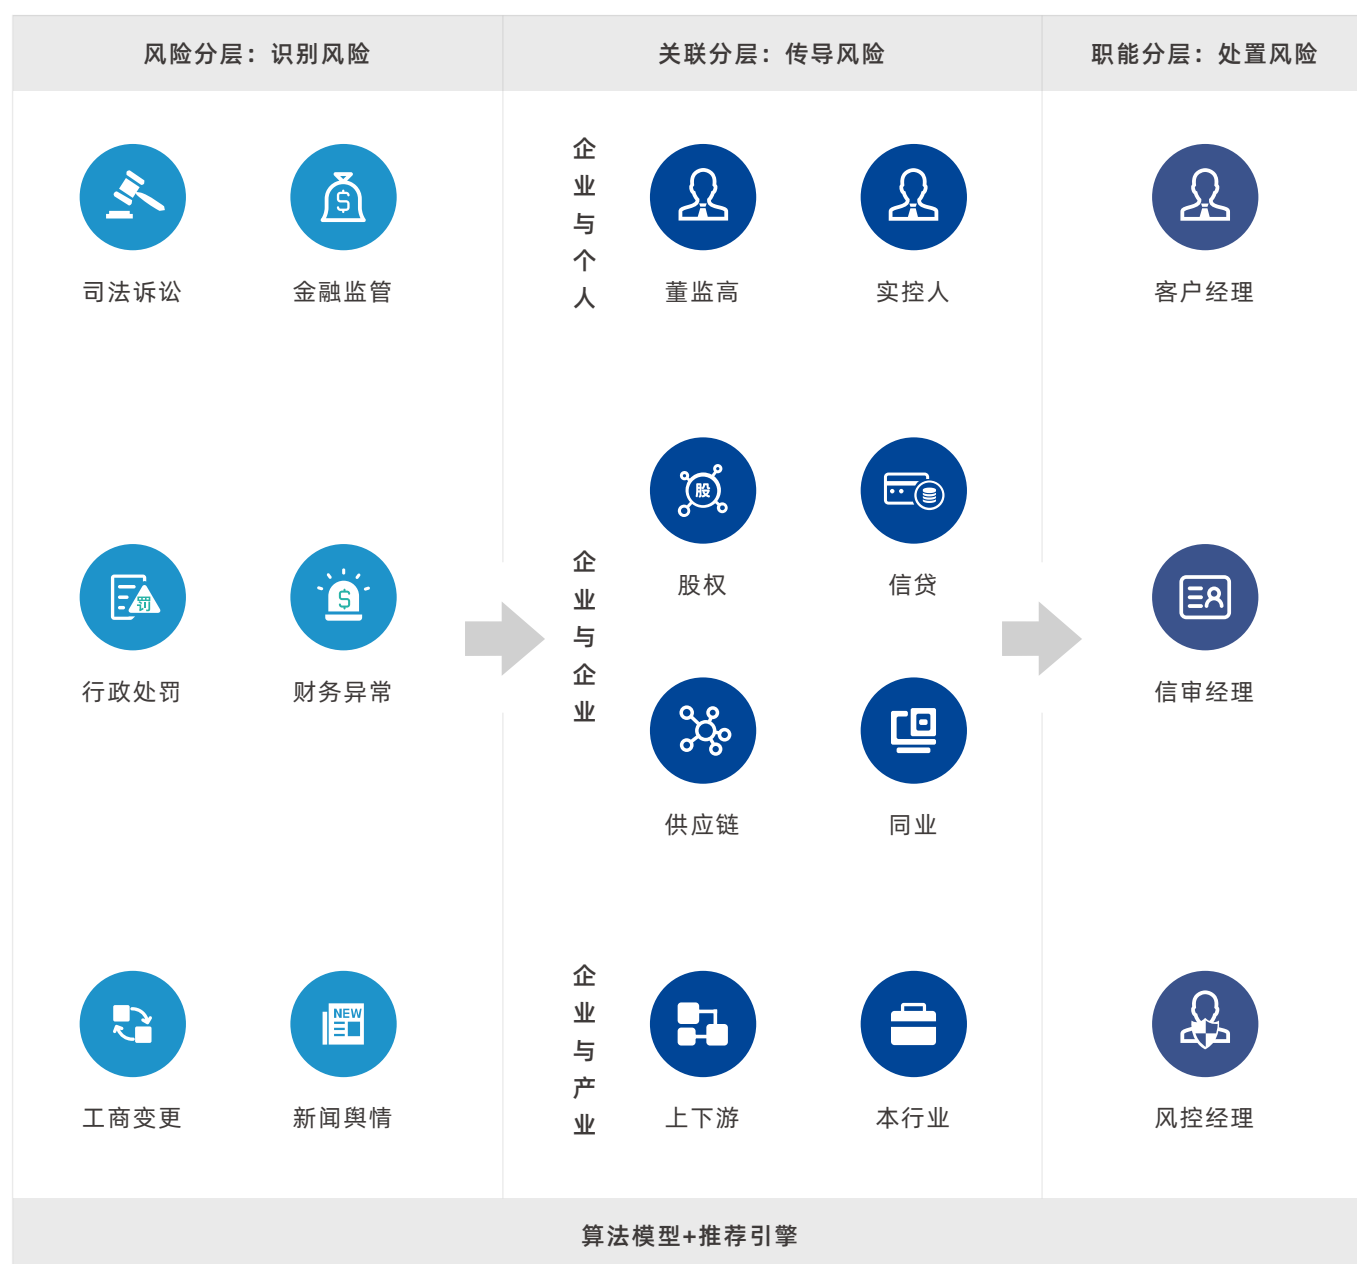 风险分层：识别风险
关联分层：传导风险
职能分层：处置风险
司法诉讼
金融监管
行政处罚
罚
$
$
财务异常
工商变更
NEW
新闻舆情
企业与个人
董监高
实控人
企业与企业
股
股权
信贷
供应链
同业
企业与产业
上下游
本行业
客户经理
信审经理
风控经理
算法模型+推荐引擎